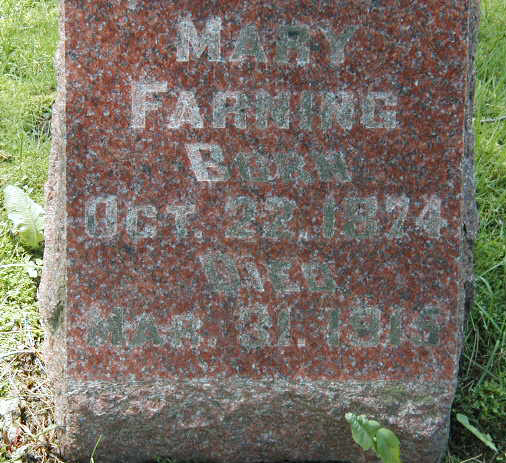 MARY
FARNING
BORN
OCT. 22. 1874
DIED
MAR. 31. 1915